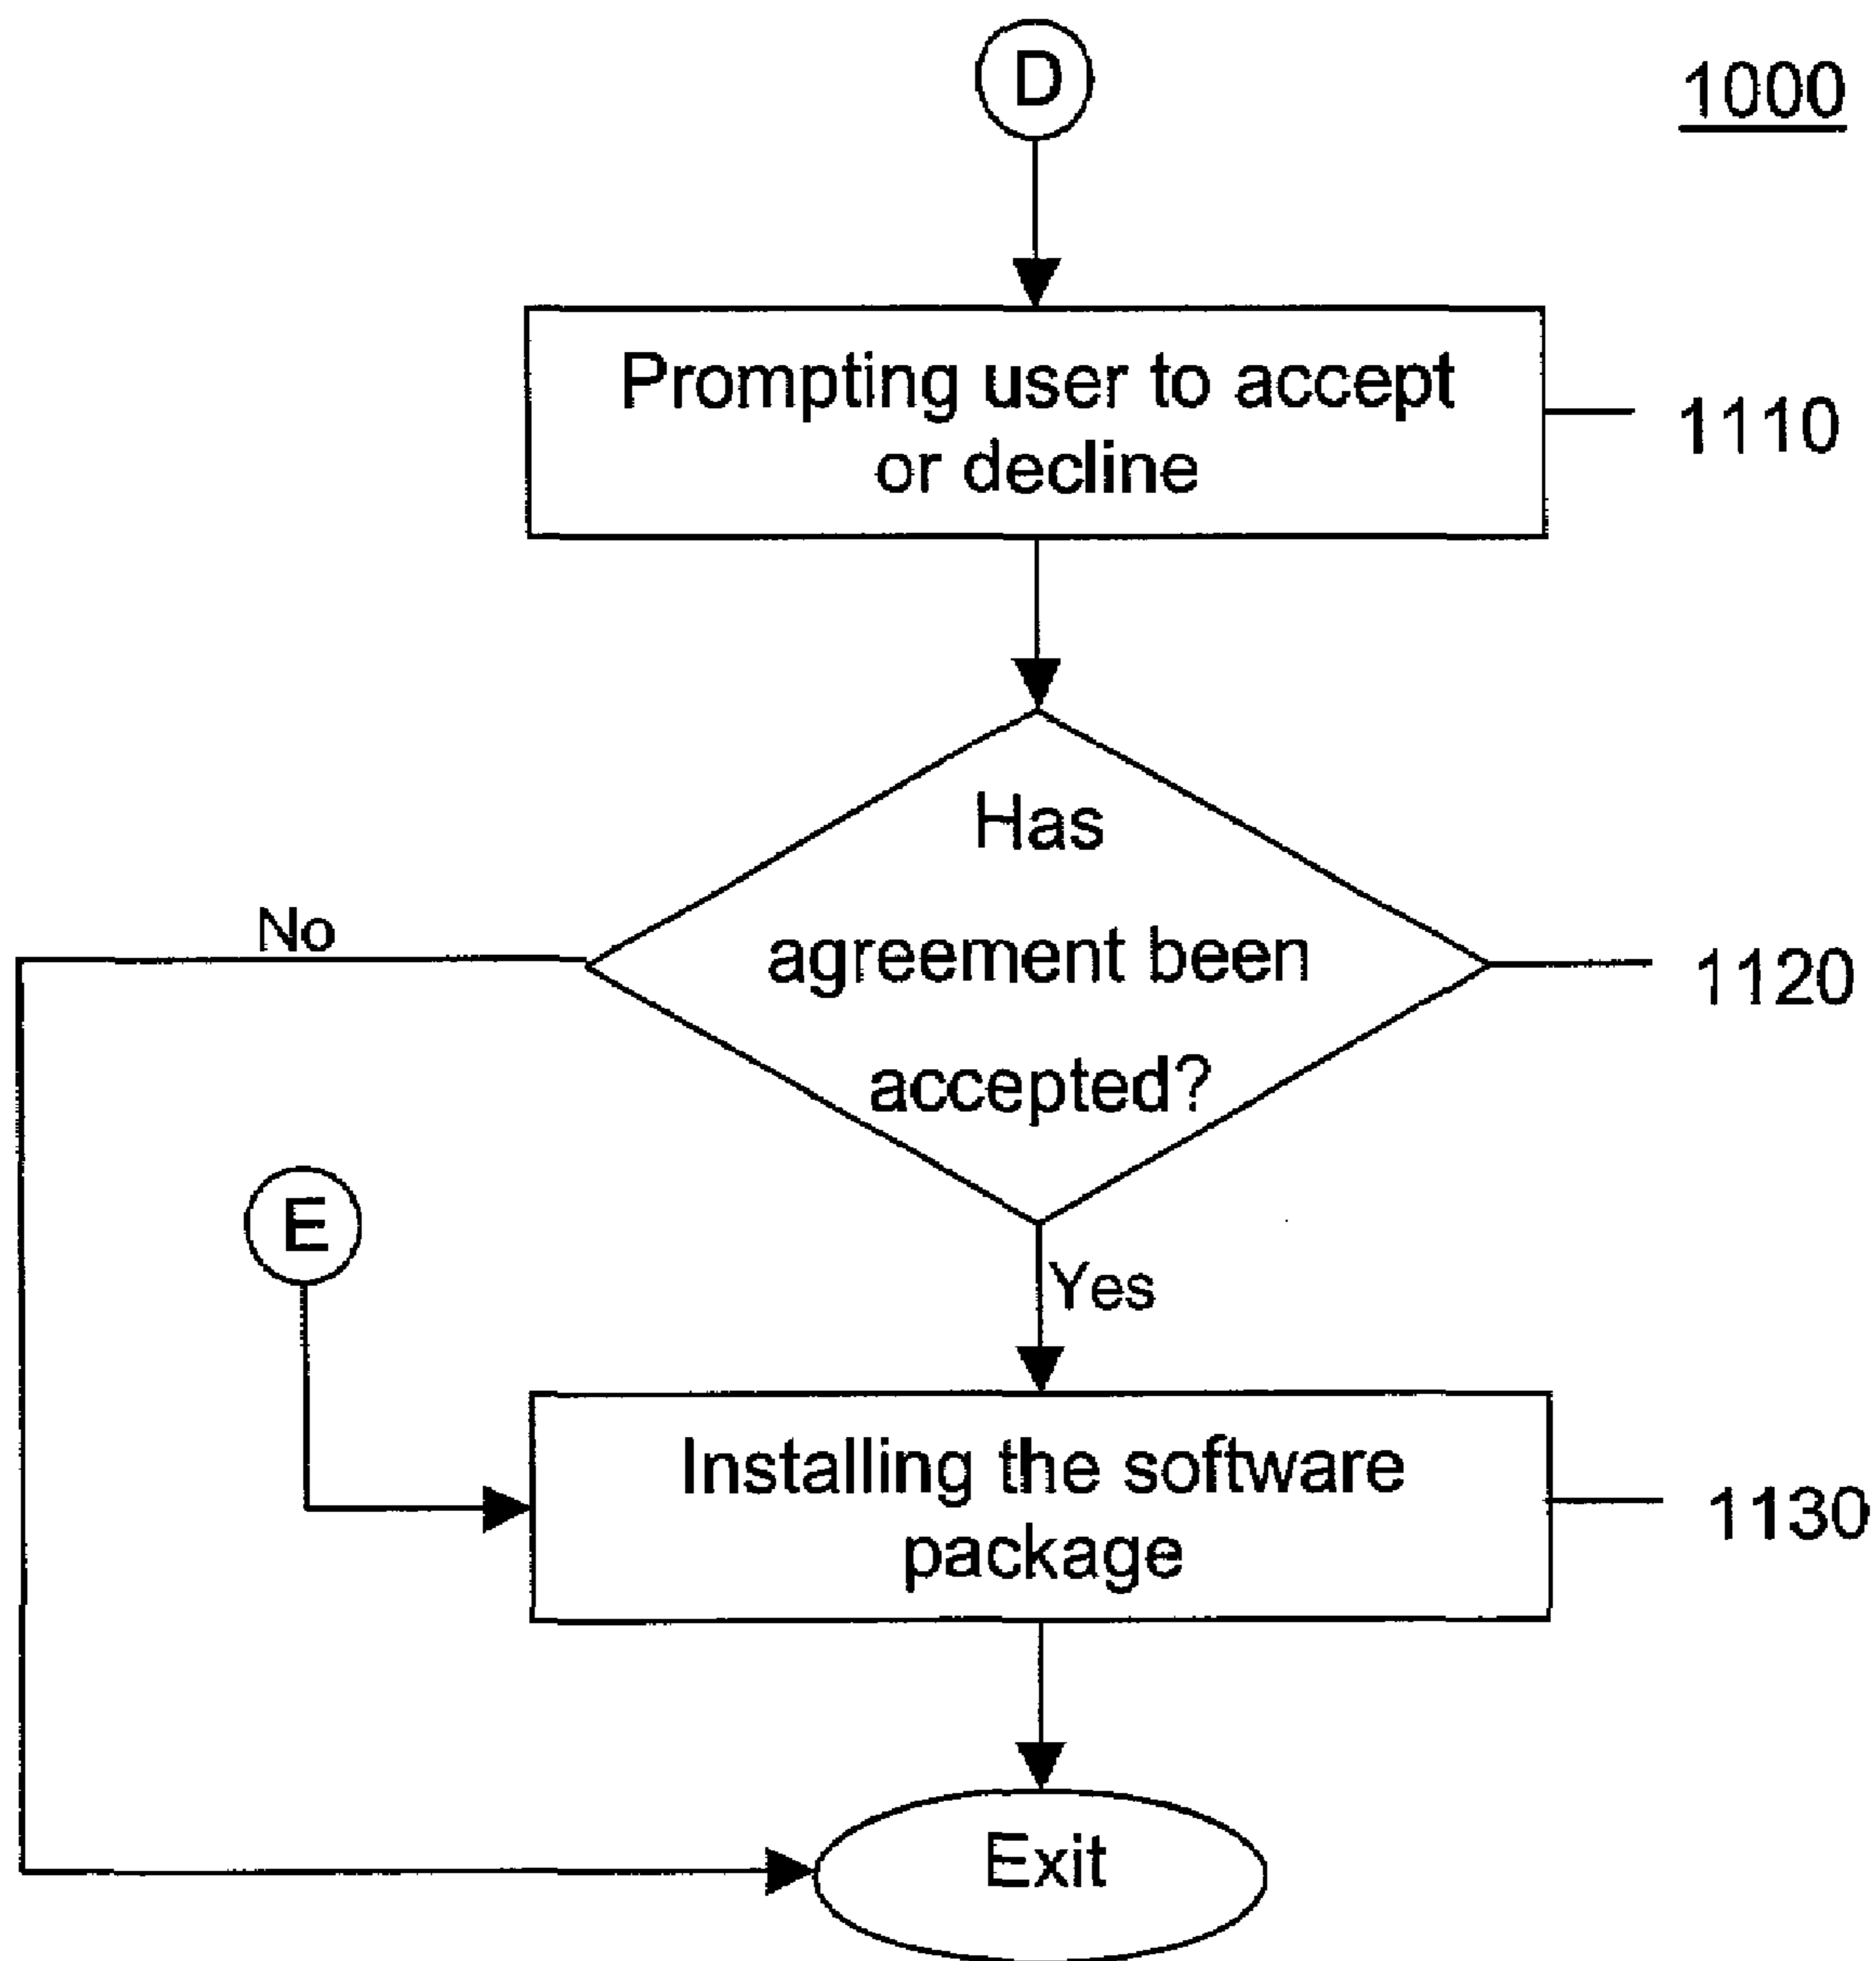 D
1000
Prompting user to accept
or decline
1110
Has
agreement been
accepted?
No
1120
E
Yes
Installing the software
package
1130
Exit